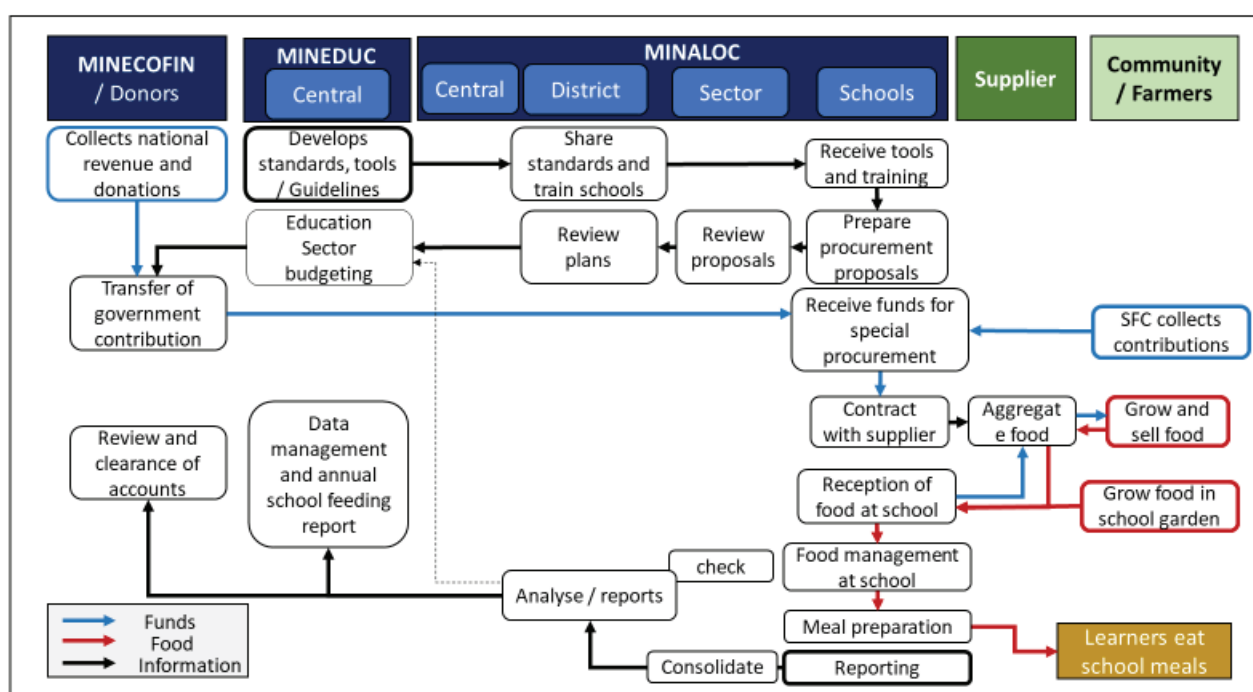 MINECOFIN
/ Donors
MINEDUC
Central
MINALOC
Central
District
Sector
Schools
Supplier
Community
/ Farmers
Collects national
revenue and
donations
Develops
standards, tools
/ Guidelines
Share
standards and
train schools
Receive tools
and training
Education
Sector
budgeting
Review
plans
Review
proposals
Prepare
procurement
proposals
Transfer of
government
contribution
Receive funds for
special
procurement
SFC collects
contributions
Contract
with supplier
Aggregat
e food
Grow and
sell food
Review and
clearance of
accounts
Data
management
and annual
school feeding
report
Reception of
food at school
Grow food in
school garden
check
Food management
at school
Analyse / reports
Meal preparation
Learners eat
school meals
Consolidate
Reporting
Funds
Food
Information